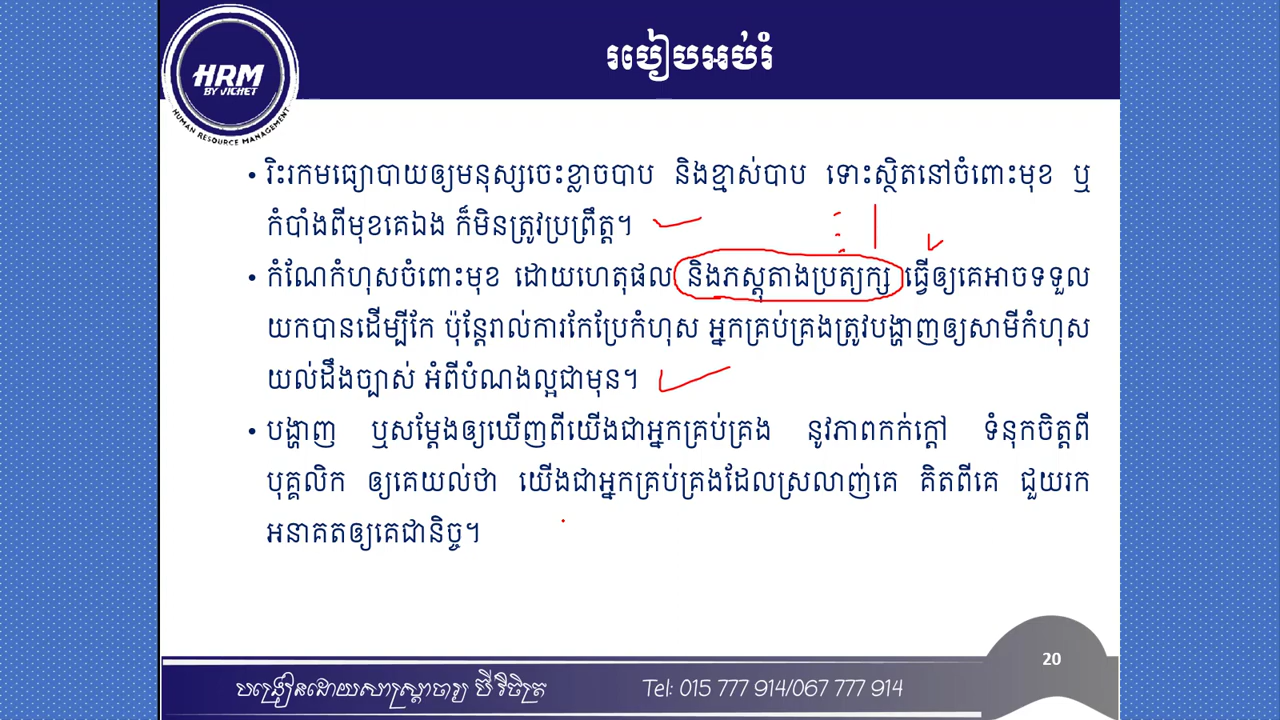 HRM
BY VICHET
HUMAN RESOURCE MANAGEMENT
របៀបអប់រំ
• រិះរកមធ្យោបាយឲ្យមនុស្សចេះខ្លាចបាប និងខ្មាស់បាប ទោះស្ថិតនៅចំពោះមុខ ឬ
កំបាំងពីមុខគេឯង ក៏មិនត្រូវប្រព្រឹត្ត។
• កំណែកំហុសចំពោះមុខ ដោយហេតុផល និងភស្តុតាងប្រត្យក្ស ធ្វើឲ្យគេអាចទទួល
យកបានដើម្បីកែ ប៉ុន្តែរាល់ការកែប្រែកំហុស អ្នកគ្រប់គ្រងត្រូវបង្ហាញឲ្យសាមីកំហុស
យល់ដឹងច្បាស់ អំពីបំណងល្អជាមុន។
• បង្ហាញ ឬសម្តែងឲ្យឃើញពីយើងជាអ្នកគ្រប់គ្រង នូវភាពកក់ក្តៅ ទំនុកចិត្តពី
បុគ្គលិក ឲ្យគេយល់ថា យើងជាអ្នកគ្រប់គ្រងដែលស្រលាញ់គេ គិតពីគេ ជួយរក
អនាគតឲ្យគេជានិច្ច។
20
បង្រៀនដោយសាស្ត្រាចារ្យ ប៊ី វិចិត្រ Tel: 015 777 914/067 777 914